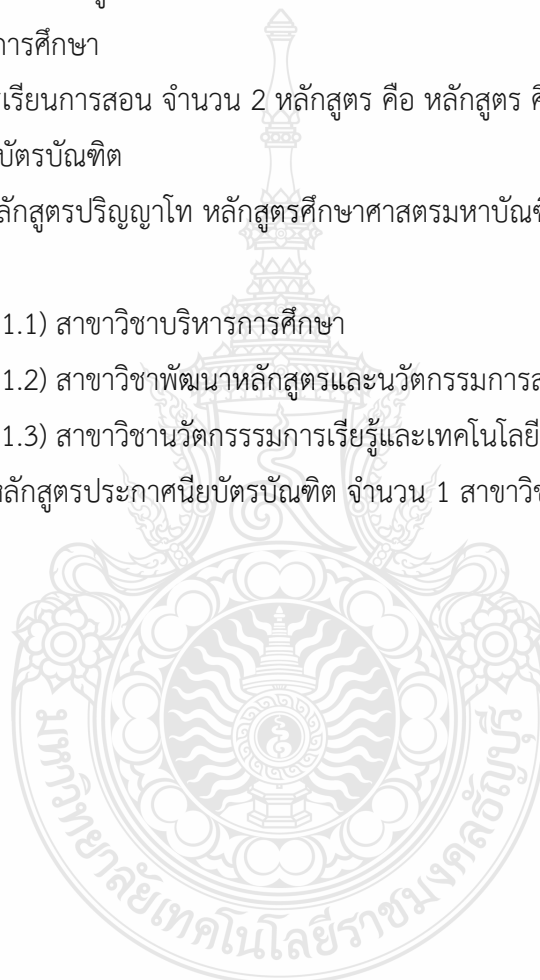 การศึกษา
เรียนการสอน จำนวน 2 หลักสูตร คือ หลักสูตร
บัตรบัณฑิต
หลักสูตรปริญญาโท หลักสูตรศึกษาศาสตรมหาบัณฑิ
1.1) สาขาวิชาบริหารการศึกษา
1.2) สาขาวิชาพัฒนาหลักสูตรและนวัตกรรมการส
1.3) สาขาวิชานวัตกรรรมการเรียรู้และเทคโนโลยี
หลักสูตรประกาศนียบัตรบัณฑิต จำนวน 1 สาขาวิช
มหาวิทยาลัยเทคโนโลยีราชมงคลธัญบุรี